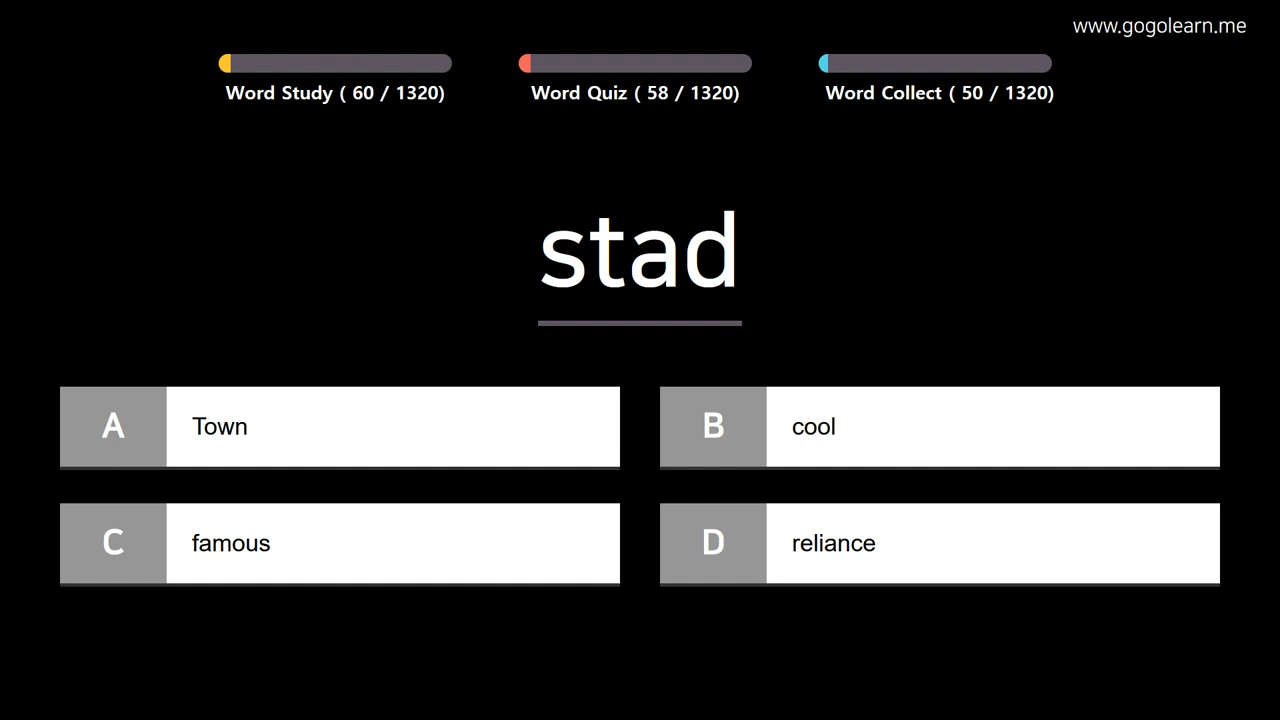 www.gogolearn.me
Word Study ( 60 / 1320)
Word Quiz ( 58 / 1320)
Word Collect ( 50 / 1320)
stad
A
Town
B
cool
C
famous
D
reliance